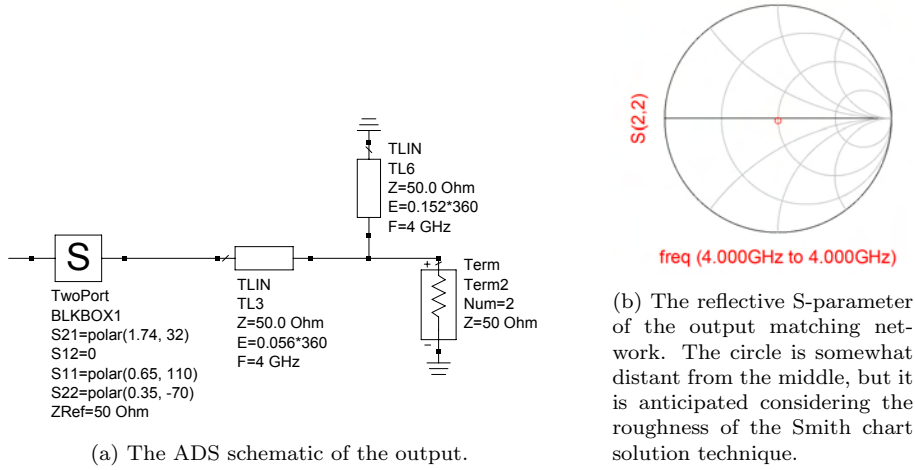 TLIN
TL6
Z=50.0 Ohm
E=0.152*360
F=4 GHz
S
TwoPort
BLKBOX1
S21=polar(1.74, 32)
S12=0
S11=polar(0.65, 110)
S22=polar(0.35, -70)
ZRef=50 Ohm
TLIN
TL3
Z=50.0 Ohm
E=0.056*360
F=4 GHz
+
-
Term
Term2
Num=2
Z=50 Ohm
(a) The ADS schematic of the output.
S(2,2)
freq (4.000GHz to 4.000GHz)
(b) The reflective S-parameter
of the output matching net-
work. The circle is somewhat
distant from the middle, but it
is anticipated considering the
roughness of the Smith chart
solution technique.